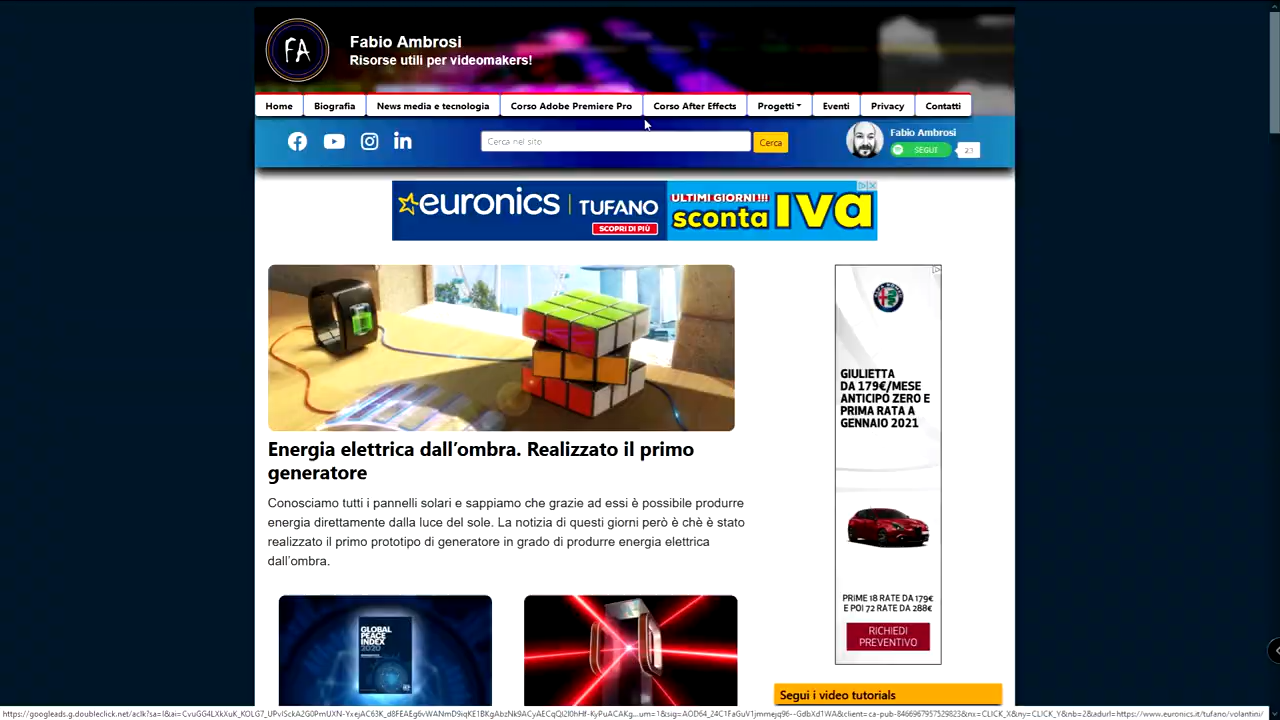 FA
Fabio Ambrosi
Risorse utili per videomakers!
Home
Biografia
News media e tecnologia
Corso Adobe Premiere Pro
Corso After Effects
Progetti
Eventi
Privacy
Contatti
Cerca nel sito
Cerca
Fabio Ambrosi
SEGUI
euronics
TUFANO
SCOPRI DI PIÙ
ULTIMI GIORNI!!!
sconta IVA
GIULIETTA
DA 179€/MESE
ANTICIPO ZERO E
PRIMA RATA A
GENNAIO 2021
PRIME 18 RATE DA 179€
E POI 72 RATE DA 288€
RICHIEDI
PREVENTIVO
Energia elettrica dall’ombra. Realizzato il primo
generatore
Conosciamo tutti i pannelli solari e sappiamo che grazie ad essi è possibile produrre
energia direttamente dalla luce del sole. La notizia di questi giorni però è chè è stato
realizzato il primo prototipo di generatore in grado di produrre energia elettrica
dall’ombra.
GLOBAL
PEACE
INDEX
2020
Segui i video tutorials